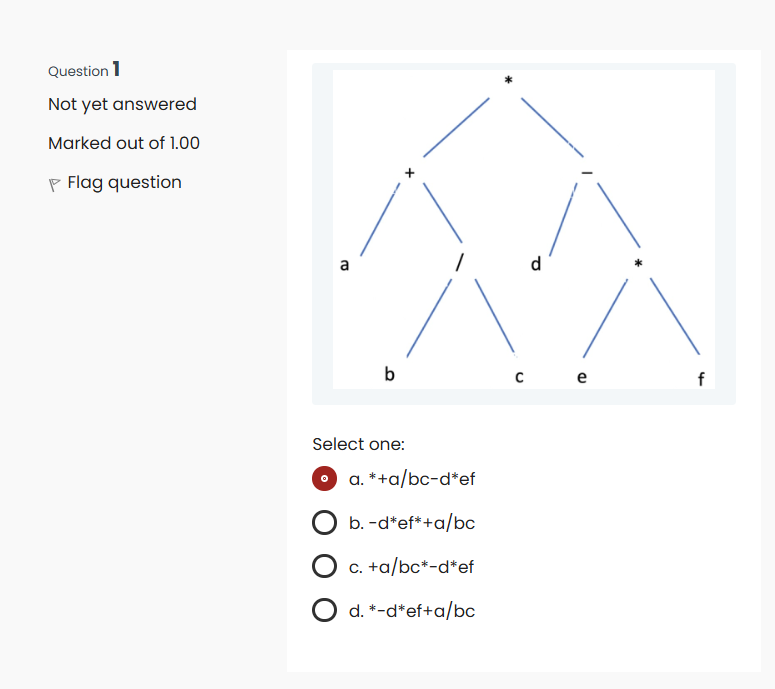 Question 1
Not yet answered
Marked out of 1.00
Flag question
*
+ −
a / d *
b c e f
Select one:
a. *+a/bc-d*ef
b. -d*ef*+a/bc
c. +a/bc*-d*ef
d. *-d*ef+a/bc